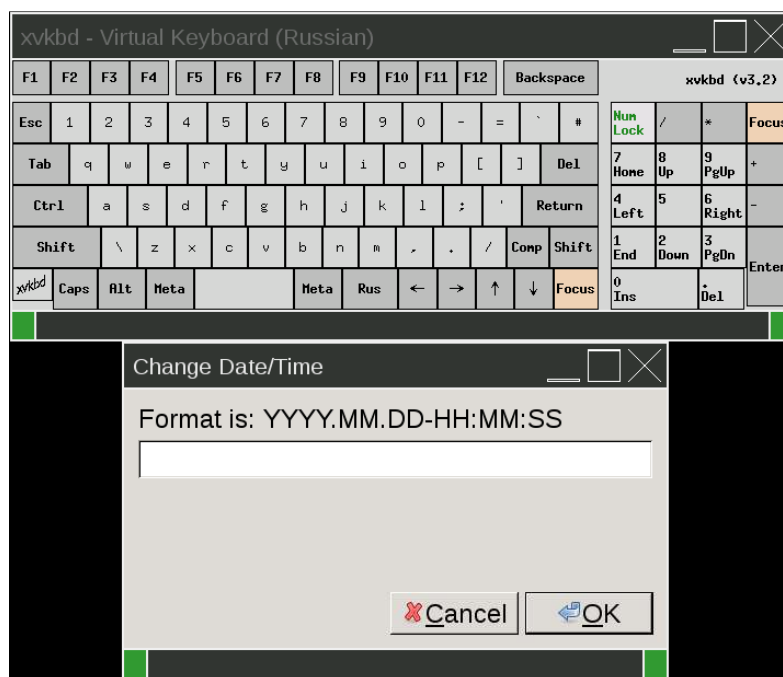 xvkbd - Virtual Keyboard (Russian)
F1 F2 F3 F4 F5 F6 F7 F8 F9 F10 F11 F12 Backspace xvkbd (v3.2)
Esc 1 2 3 4 5 6 7 8 9 0 - = ` # Num Lock / * Focus
Tab q w e r t y u i o p [ ] Del 7 Home 8 Up 9 PgUp +
Ctrl a s d f g h j k l ; ' Return 4 Left 5 6 Right -
Shift \ z x c v b n m , . / Comp Shift 1 End 2 Down 3 PgDn Enter
xvkbd Caps Alt Meta Meta Rus ← → ↑ ↓ Focus 0 Ins . Del
Change Date/Time
Format is: YYYY.MM.DD-HH:MM:SS
Cancel OK